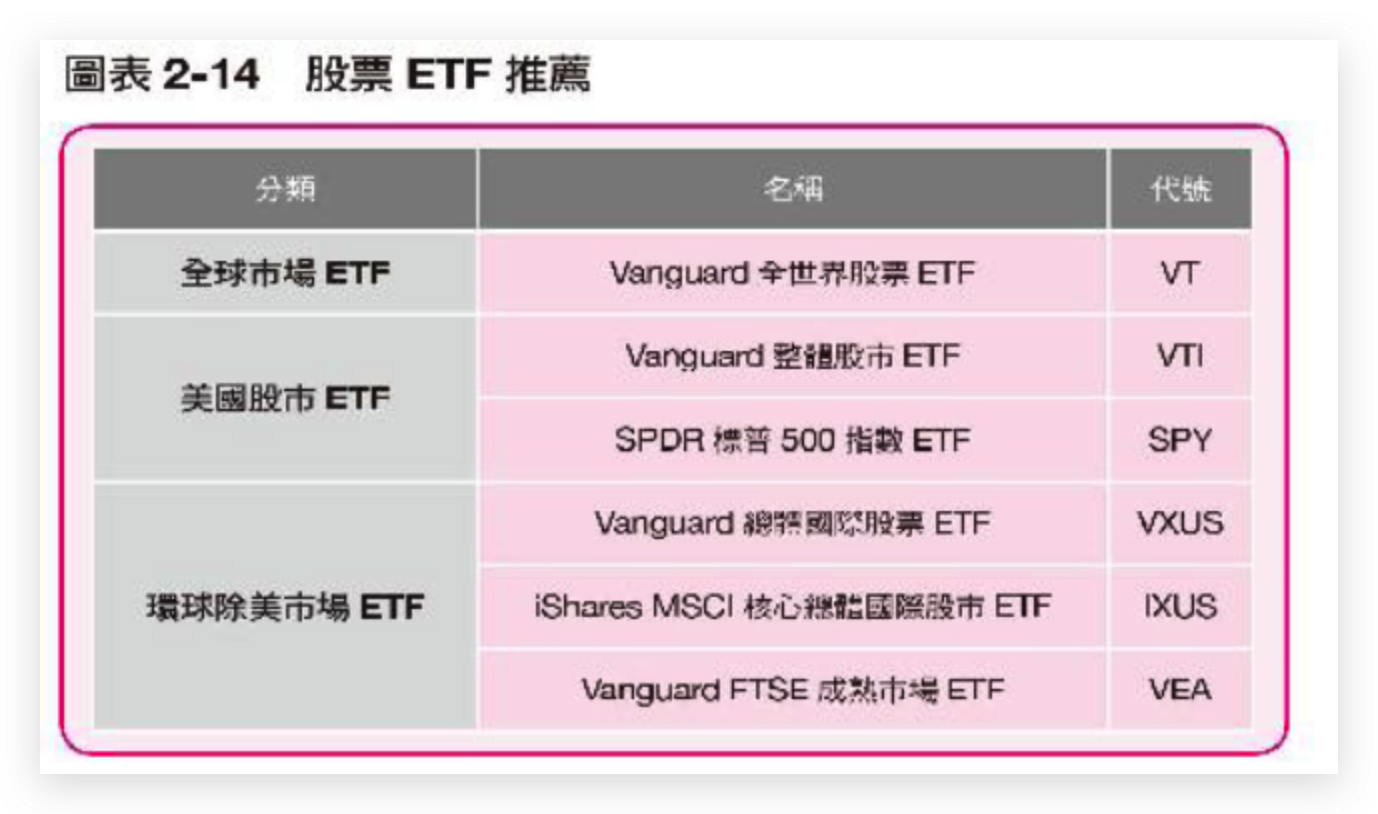 圖表 2-14 股票 ETF 推薦
分類 名稱 代號
全球市場 ETF Vanguard 全世界股票 ETF VT
美國股市 ETF Vanguard 整體股市 ETF VTI
SPDR 標普 500 指數 ETF SPY
環球除美市場 ETF Vanguard 總體國際股票 ETF VXUS
iShares MSCI 核心總體國際股市 ETF IXUS
Vanguard FTSE 成熟市場 ETF VEA